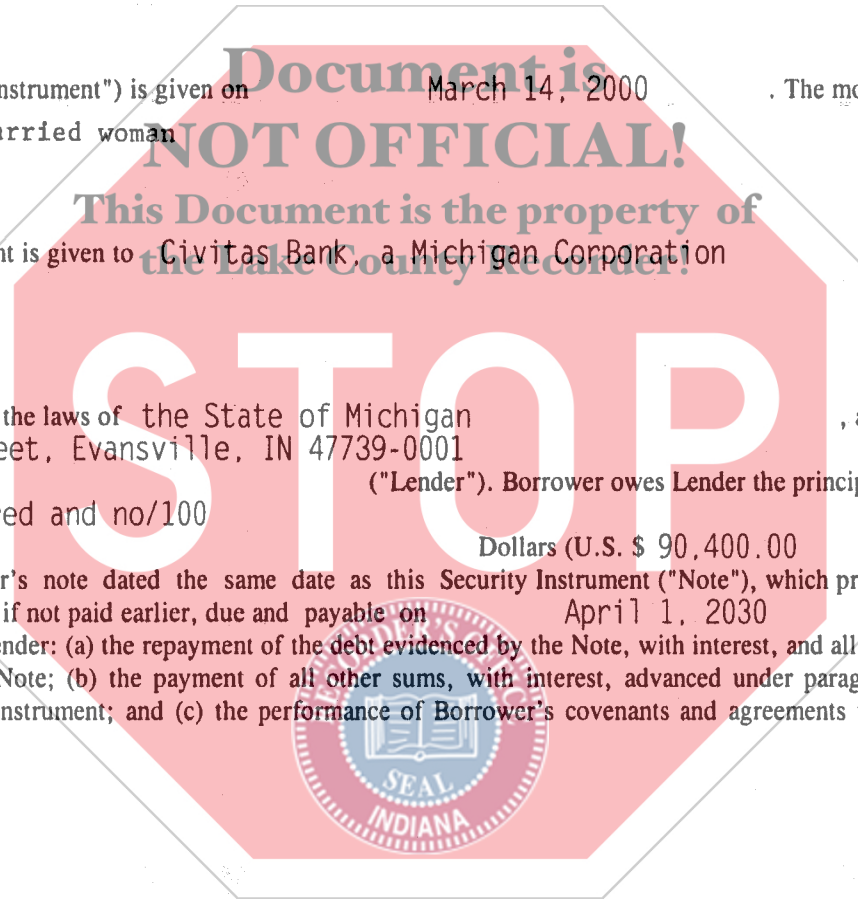 Document is
nstrument") is given on March 14, 2000 . The mo
arried woman
NOT OFFICIAL!
This Document is the property of
nt is given to Civitas Bank, a Michigan Corporation
the Lake County Recorder!
STOP
the laws of the State of Michigan , a
eet, Evansville, IN 47739-0001
("Lender"). Borrower owes Lender the princip
ed and no/100
Dollars (U.S. $ 90,400.00
r's note dated the same date as this Security Instrument ("Note"), which pr
if not paid earlier, due and payable on April 1, 2030
ender: (a) the repayment of the debt evidenced by the Note, with interest, and all
Note; (b) the payment of all other sums, with interest, advanced under parag
nstrument; and (c) the performance of Borrower's covenants and agreements
RECORDER'S OFFICE
SEAL
INDIANA